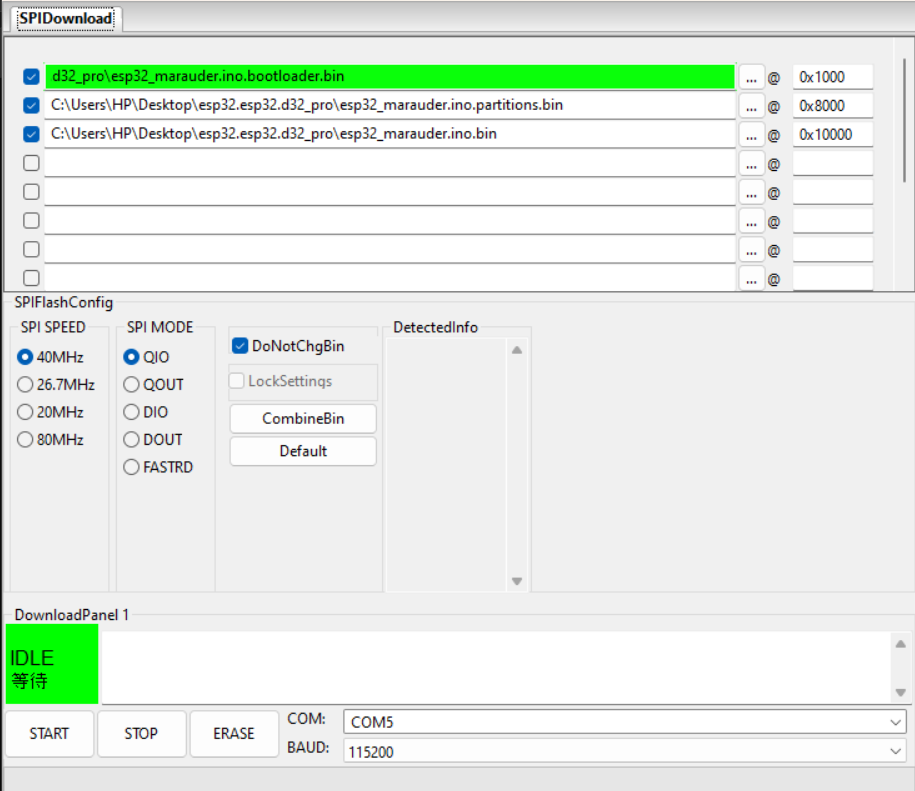 SPIDownload
d32_pro\esp32_marauder.ino.bootloader.bin ... @ 0x1000
C:\Users\HP\Desktop\esp32.esp32.d32_pro\esp32_marauder.ino.partitions.bin ... @ 0x8000
C:\Users\HP\Desktop\esp32.esp32.d32_pro\esp32_marauder.ino.bin ... @ 0x10000
... @
... @
... @
... @
... @
SPIFlashConfig
SPI SPEED
40MHz
26.7MHz
20MHz
80MHz
SPI MODE
QIO
QOUT
DIO
DOUT
FASTRD
DoNotChgBin
LockSettings
CombineBin
Default
DetectedInfo
DownloadPanel 1
IDLE
等待
START
STOP
ERASE
COM: COM5
BAUD: 115200